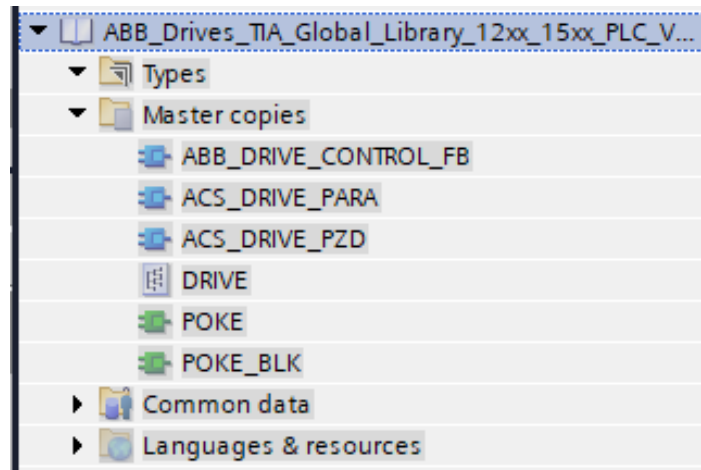 ABB_Drives_TIA_Global_Library_12xx_15xx_PLC_V...
Types
Master copies
ABB_DRIVE_CONTROL_FB
ACS_DRIVE_PARA
ACS_DRIVE_PZD
DRIVE
POKE
POKE_BLK
Common data
Languages & resources